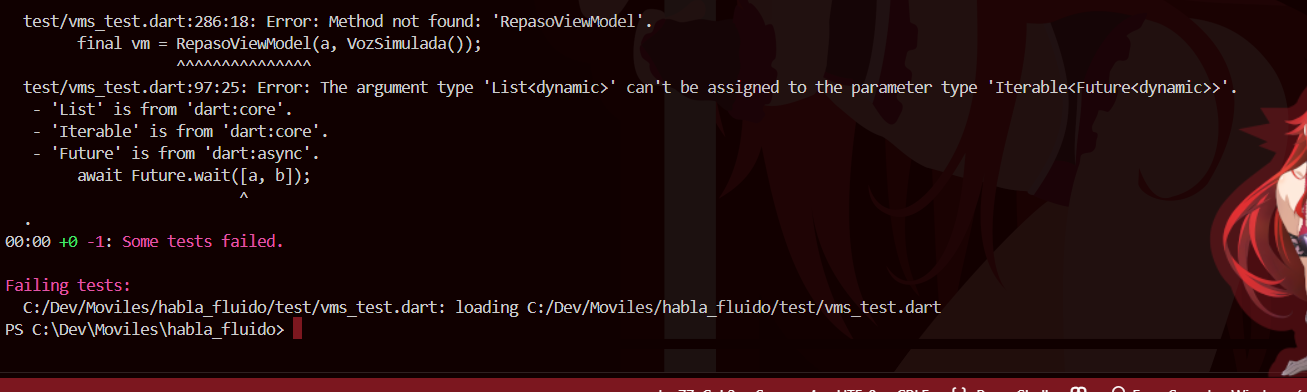 test/vms_test.dart:286:18: Error: Method not found: 'RepasoViewModel'.
final vm = RepasoViewModel(a, VozSimulada());
^^^^^^^^^^^^^^^
test/vms_test.dart:97:25: Error: The argument type 'List<dynamic>' can't be assigned to the parameter type 'Iterable<Future<dynamic>>'.
- 'List' is from 'dart:core'.
- 'Iterable' is from 'dart:core'.
- 'Future' is from 'dart:async'.
await Future.wait([a, b]);
^
.
00:00 +0 -1: Some tests failed.
Failing tests:
C:/Dev/Moviles/habla_fluido/test/vms_test.dart: loading C:/Dev/Moviles/habla_fluido/test/vms_test.dart
PS C:\Dev\Moviles\habla_fluido>